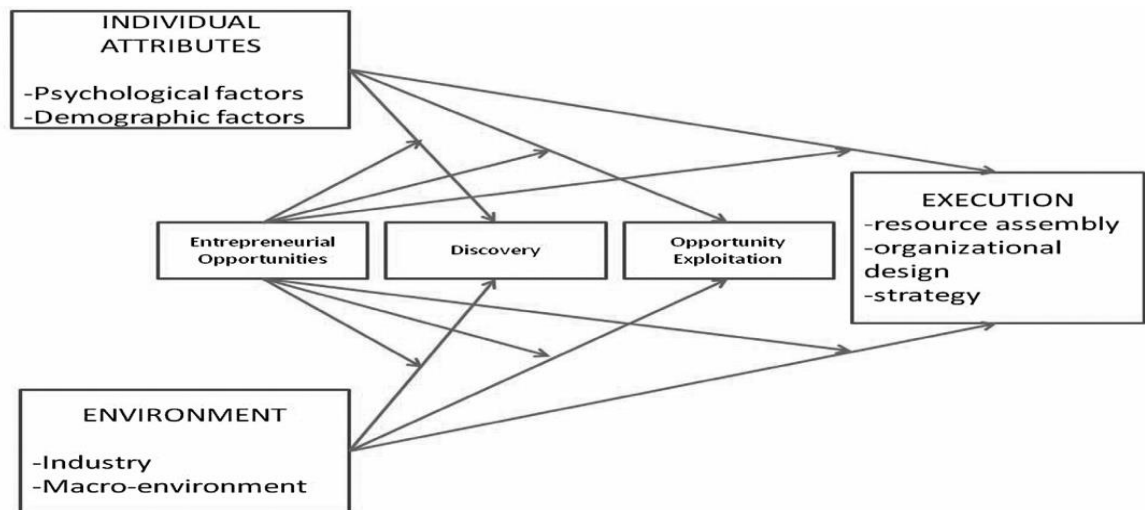 INDIVIDUAL
ATTRIBUTES
-Psychological factors
-Demographic factors
Entrepreneurial
Opportunities
Discovery
Opportunity
Exploitation
EXECUTION
-resource assembly
-organizational
design
-strategy
ENVIRONMENT
-Industry
-Macro-environment